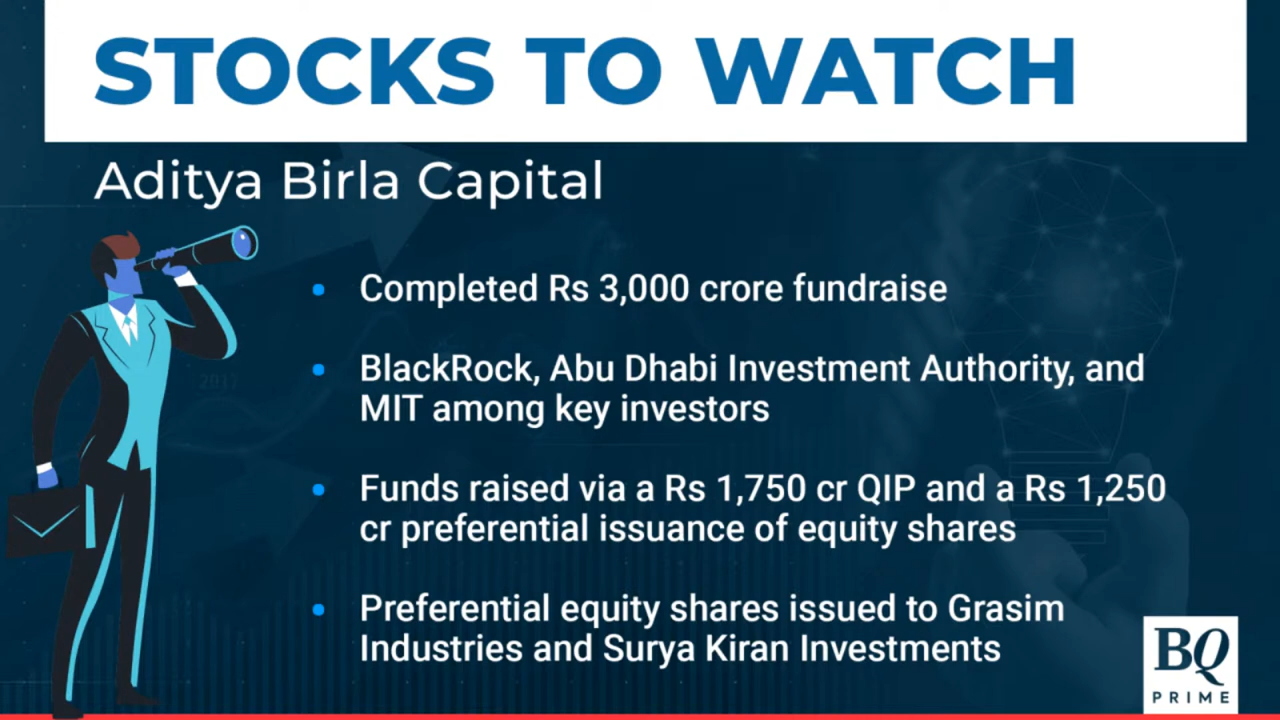 STOCKS TO WATCH
Aditya Birla Capital
Completed Rs 3,000 crore fundraise
BlackRock, Abu Dhabi Investment Authority, and
MIT among key investors
Funds raised via a Rs 1,750 cr QIP and a Rs 1,250
cr preferential issuance of equity shares
Preferential equity shares issued to Grasim
Industries and Surya Kiran Investments
BQ
PRIME